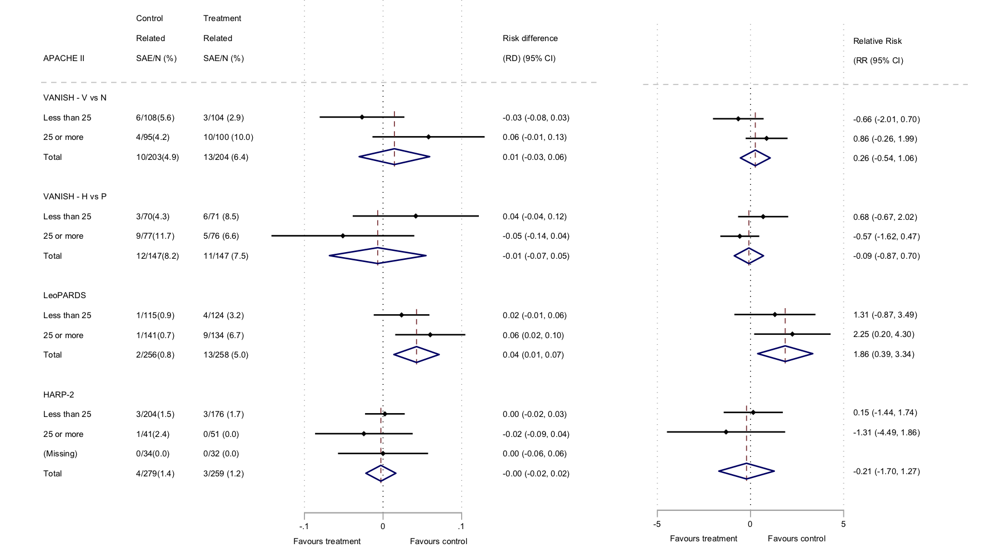 Control Treatment
Related Related Risk difference Relative Risk
APACHE II SAE/N (%) SAE/N (%) (RD) (95% CI) (RR (95% CI)
VANISH - V vs N
Less than 25 6/108(5.6) 3/104 (2.9) -0.03 (-0.08, 0.03) -0.66 (-2.01, 0.70)
25 or more 4/95(4.2) 10/100 (10.0) 0.06 (-0.01, 0.13) 0.86 (-0.26, 1.99)
Total 10/203(4.9) 13/204 (6.4) 0.01 (-0.03, 0.06) 0.26 (-0.54, 1.06)
VANISH - H vs P
Less than 25 3/70(4.3) 6/71 (8.5) 0.04 (-0.04, 0.12) 0.68 (-0.67, 2.02)
25 or more 9/77(11.7) 5/76 (6.6) -0.05 (-0.14, 0.04) -0.57 (-1.62, 0.47)
Total 12/147(8.2) 11/147 (7.5) -0.01 (-0.07, 0.05) -0.09 (-0.87, 0.70)
LeoPARDS
Less than 25 1/115(0.9) 4/124 (3.2) 0.02 (-0.01, 0.06) 1.31 (-0.87, 3.49)
25 or more 1/141(0.7) 9/134 (6.7) 0.06 (0.02, 0.10) 2.25 (0.20, 4.30)
Total 2/256(0.8) 13/258 (5.0) 0.04 (0.01, 0.07) 1.86 (0.39, 3.34)
HARP-2
Less than 25 3/204(1.5) 3/176 (1.7) 0.00 (-0.02, 0.03) 0.15 (-1.44, 1.74)
25 or more 1/41(2.4) 0/51 (0.0) -0.02 (-0.09, 0.04) -1.31 (-4.49, 1.86)
(Missing) 0/34(0.0) 0/32 (0.0) 0.00 (-0.06, 0.06)
Total 4/279(1.4) 3/259 (1.2) -0.00 (-0.02, 0.02) -0.21 (-1.70, 1.27)
-.1 0 .1 -5 0 5
Favours treatment Favours control Favours treatment Favours control